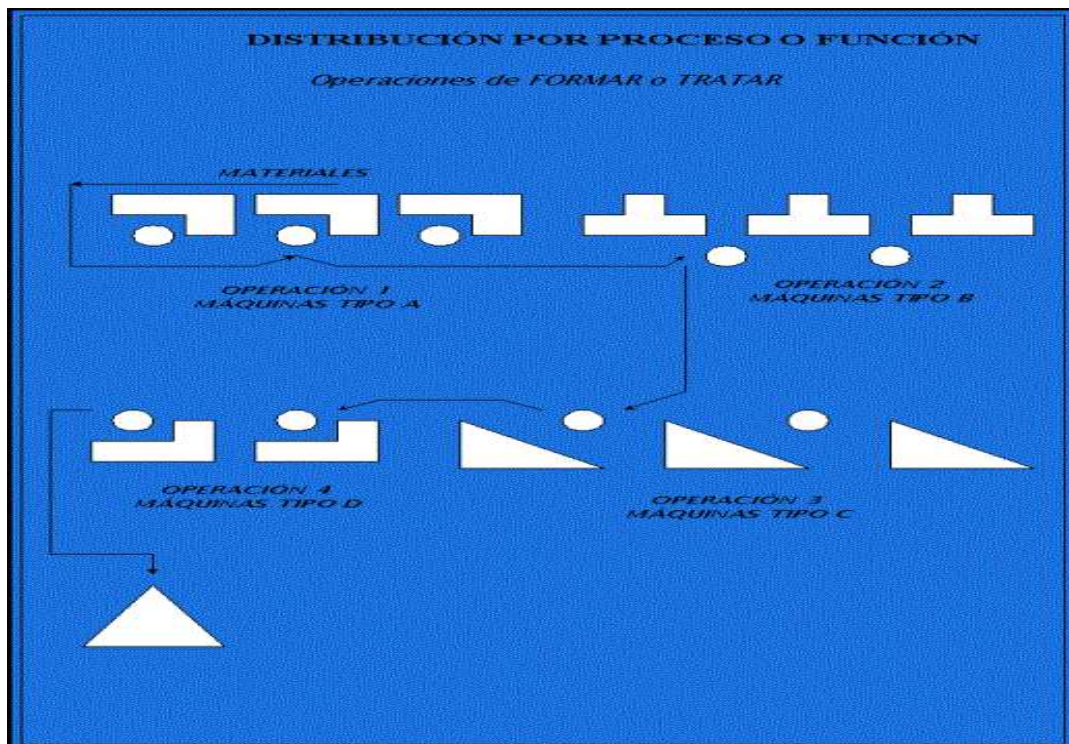 DISTRIBUCIÓN POR PROCESO O FUNCIÓN
Operaciones de FORMAR o TRATAR
MATERIALES
OPERACIÓN 1
MÁQUINAS TIPO A
OPERACIÓN 2
MÁQUINAS TIPO B
OPERACIÓN 4
MÁQUINAS TIPO D
OPERACIÓN 3
MÁQUINAS TIPO C